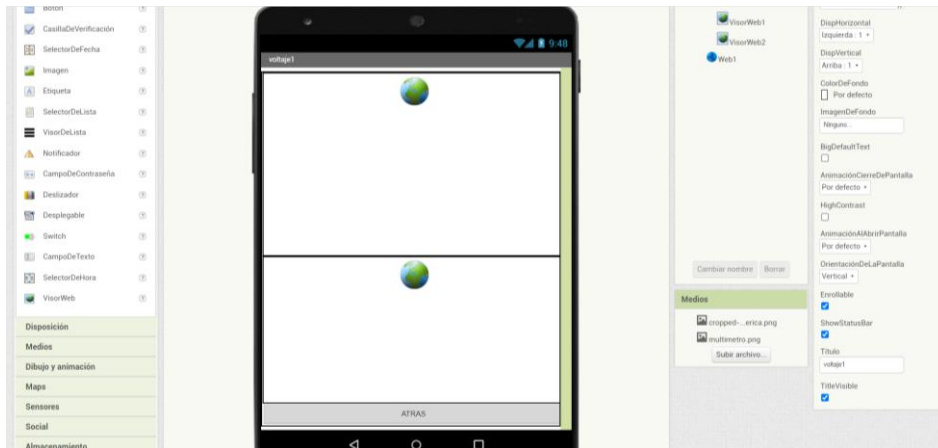 Botón
CasillaDeVerificación
SelectorDeFecha
Imagen
Etiqueta
SelectorDeLista
VisorDeLista
Notificador
CampoDeContraseña
Deslizador
Desplegable
Switch
CampoDeTexto
SelectorDeHora
VisorWeb
Disposición
Medios
Dibujo y animación
Maps
Sensores
Social
Almacenamiento
9:48
voltaje1
ATRAS
VisorWeb1
VisorWeb2
Web1
Cambiar nombre Borrar
Medios
cropped-...erica.png
multimetro.png
Subir archivo...
DispHorizontal
Izquierda : 1
DispVertical
Arriba : 1
ColorDeFondo
Por defecto
ImagenDeFondo
Ninguno...
BigDefaultText
AnimaciónCierreDePantalla
Por defecto
HighContrast
AnimaciónAlAbrirPantalla
Por defecto
OrientaciónDeLaPantalla
Vertical
Enrollable
ShowStatusBar
Título
voltaje1
TitleVisible